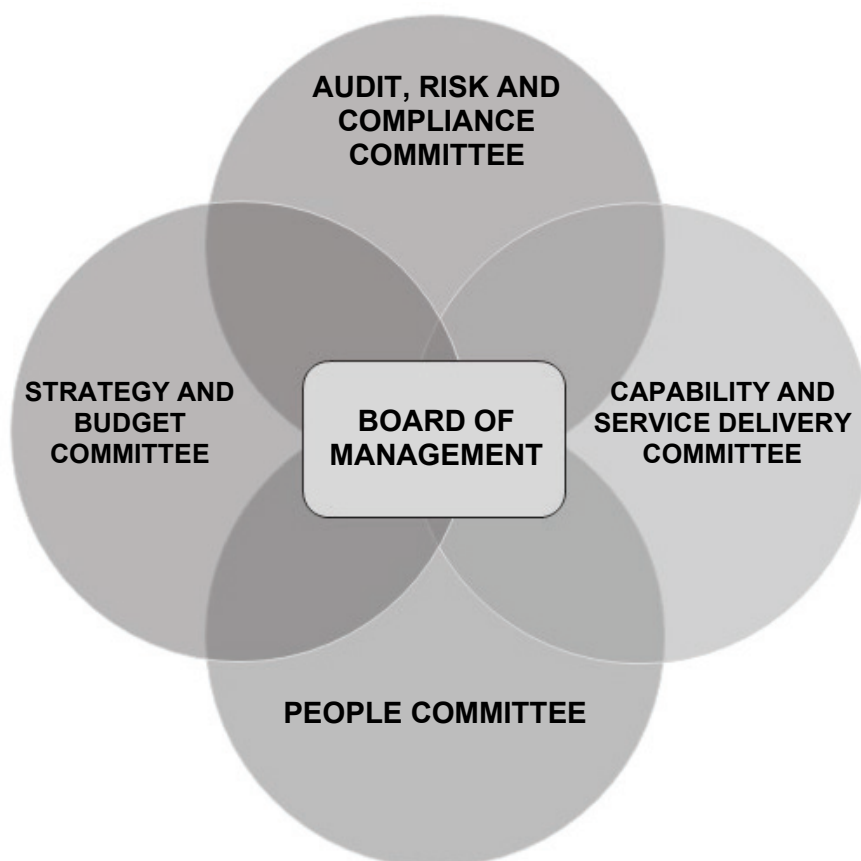 AUDIT, RISK AND
COMPLIANCE
COMMITTEE
STRATEGY AND
BUDGET
COMMITTEE
BOARD OF
MANAGEMENT
CAPABILITY AND
SERVICE DELIVERY
COMMITTEE
PEOPLE COMMITTEE